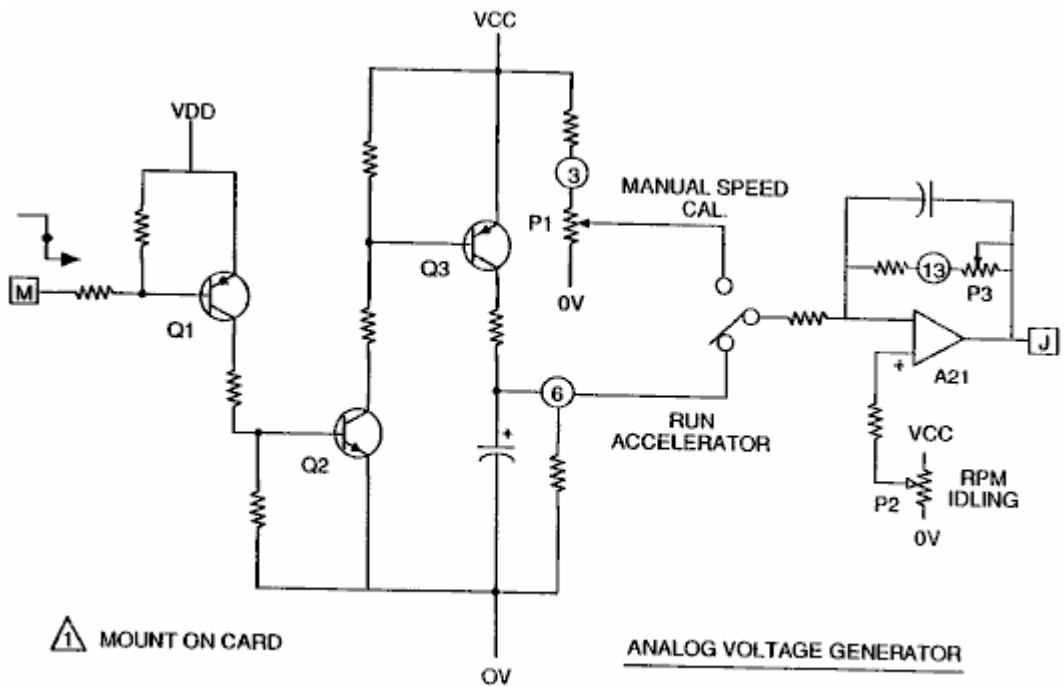 VCC
VDD
3
MANUAL SPEED
CAL.
P1
Q3
13
P3
M
0V
Q1
J
+
A21
6
+
RUN
ACCELERATOR
VCC
Q2
RPM
IDLING
P2
0V
1 MOUNT ON CARD
ANALOG VOLTAGE GENERATOR
OV